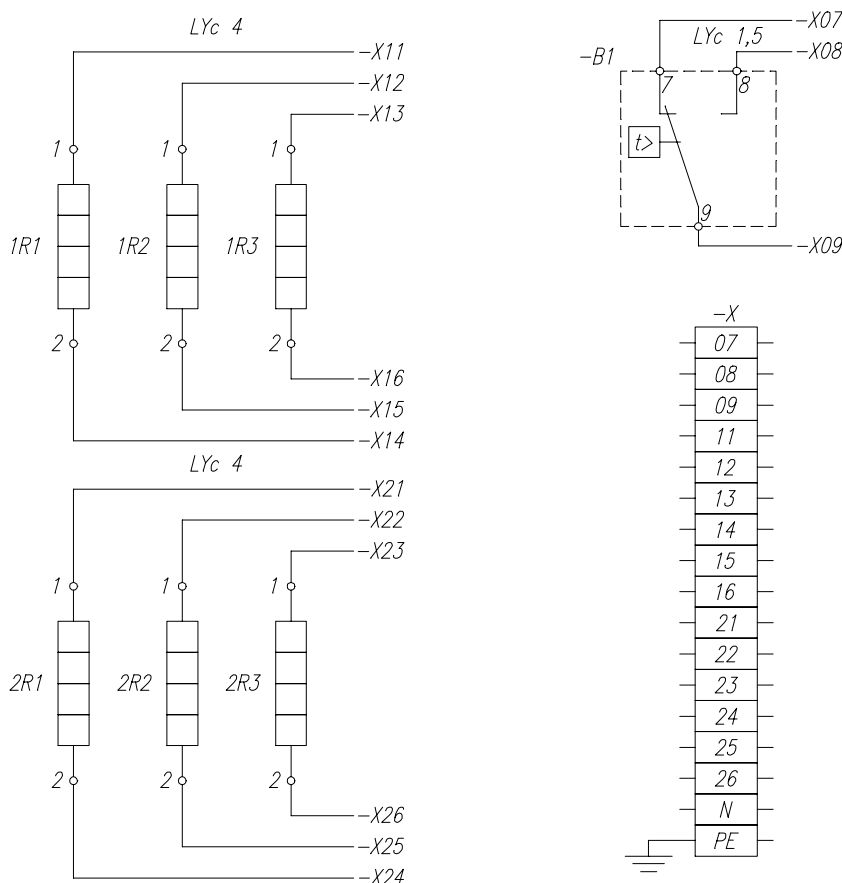 LYc 4
-X11
-X12
-X13
1 1 1
1R1 1R2 1R3
2 2 2
-X16
-X15
-X14
LYc 4
-X21
-X22
-X23
1 1 1
2R1 2R2 2R3
2 2 2
-X26
-X25
-X24
-X07
LYc 1,5
-X08
-B1
7 8
t>
9
-X09
-X
07
08
09
11
12
13
14
15
16
21
22
23
24
25
26
N
PE